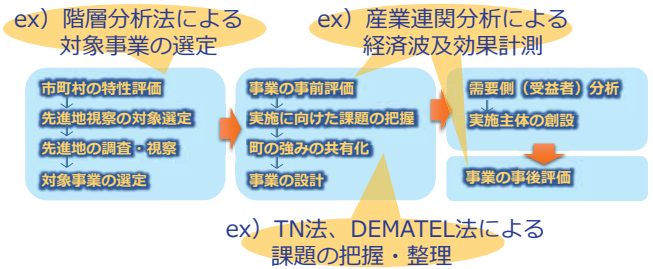 ex）階層分析法による
対象事業の選定
ex）産業連関分析による
経済波及効果計測
市町村の特性評価
↓
先進地視察の対象選定
↓
先進地の調査・視察
↓
対象事業の選定
事業の事前評価
↓
実施に向けた課題の把握
↓
町の強みの共有化
↓
事業の設計
需要側（受益者）分析
↓
実施主体の創設
事業の事後評価
ex）TN法、DEMATEL法による
課題の把握・整理